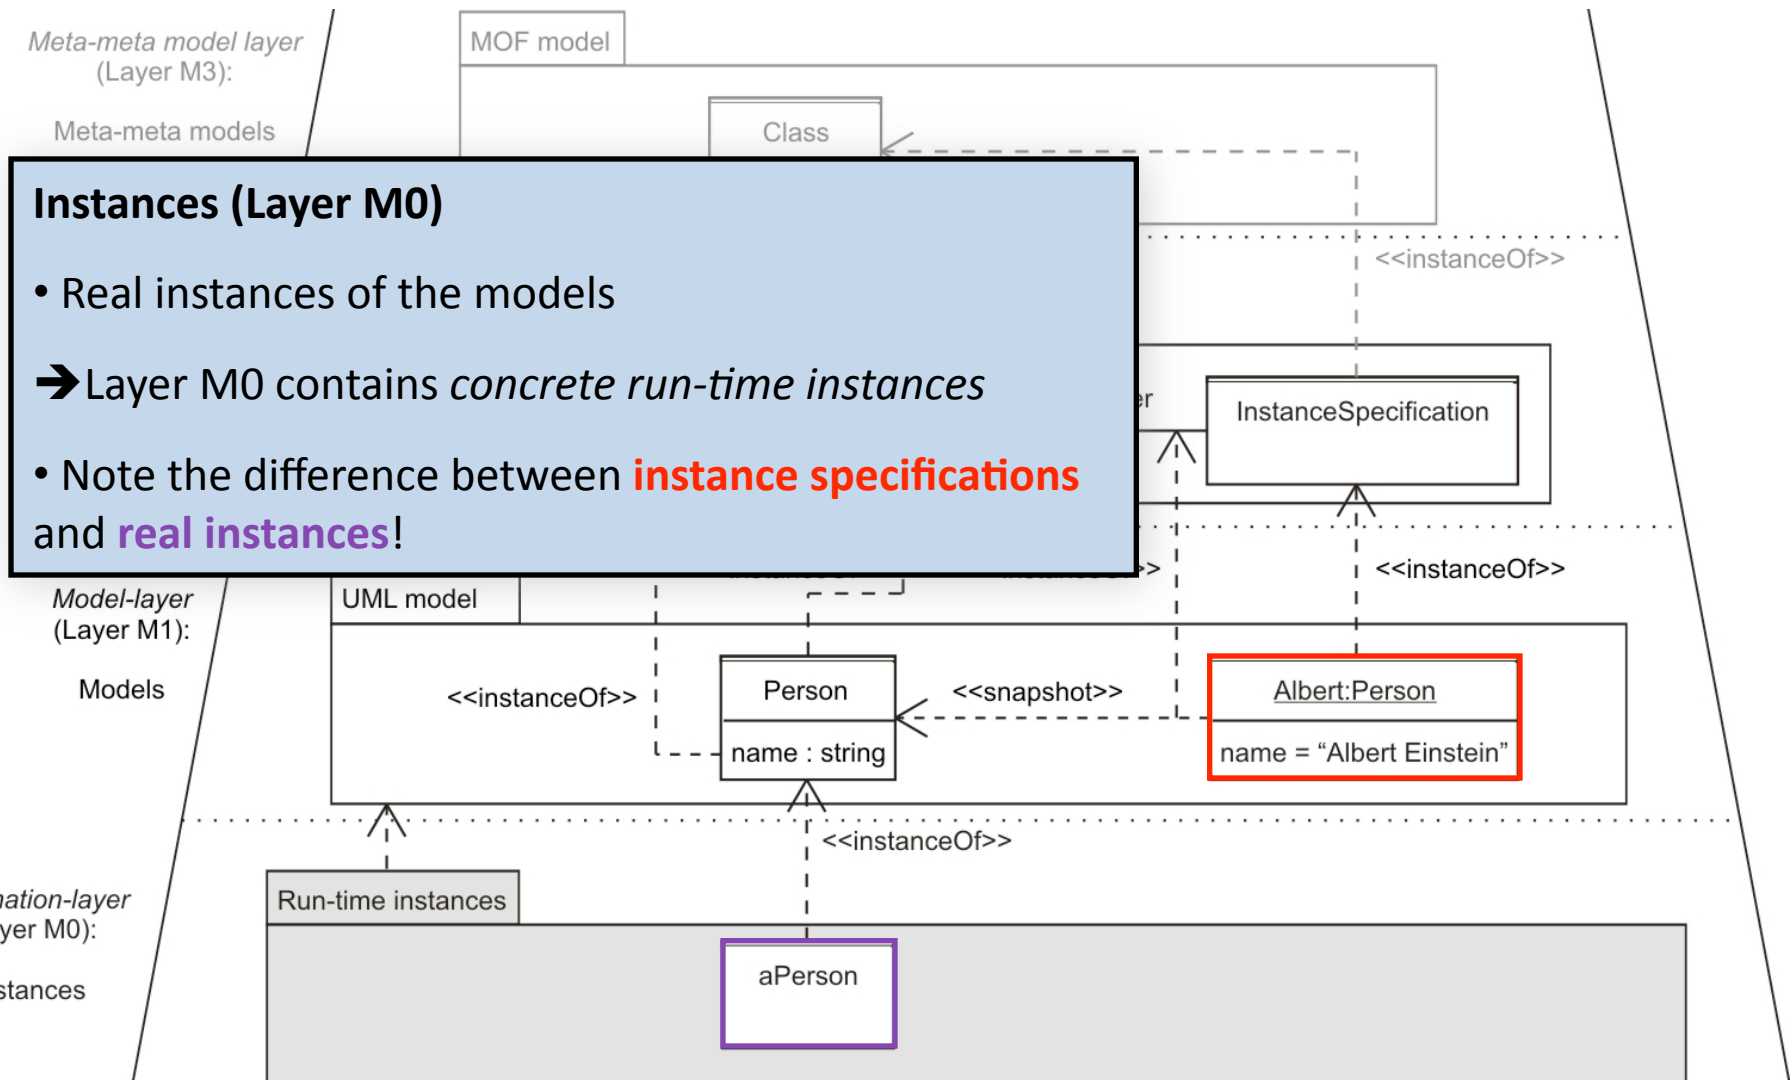 Meta-meta model layer
(Layer M3):
Meta-meta models
MOF model
Class
<<instanceOf>>
Instances (Layer M0)
• Real instances of the models
➔Layer M0 contains concrete run-time instances
• Note the difference between instance specifications
and real instances!
InstanceSpecification
<<instanceOf>>
Model-layer
(Layer M1):
Models
UML model
<<instanceOf>>
Person
name : string
<<snapshot>>
Albert:Person
name = “Albert Einstein”
<<instanceOf>>
Run-time instances
aPerson